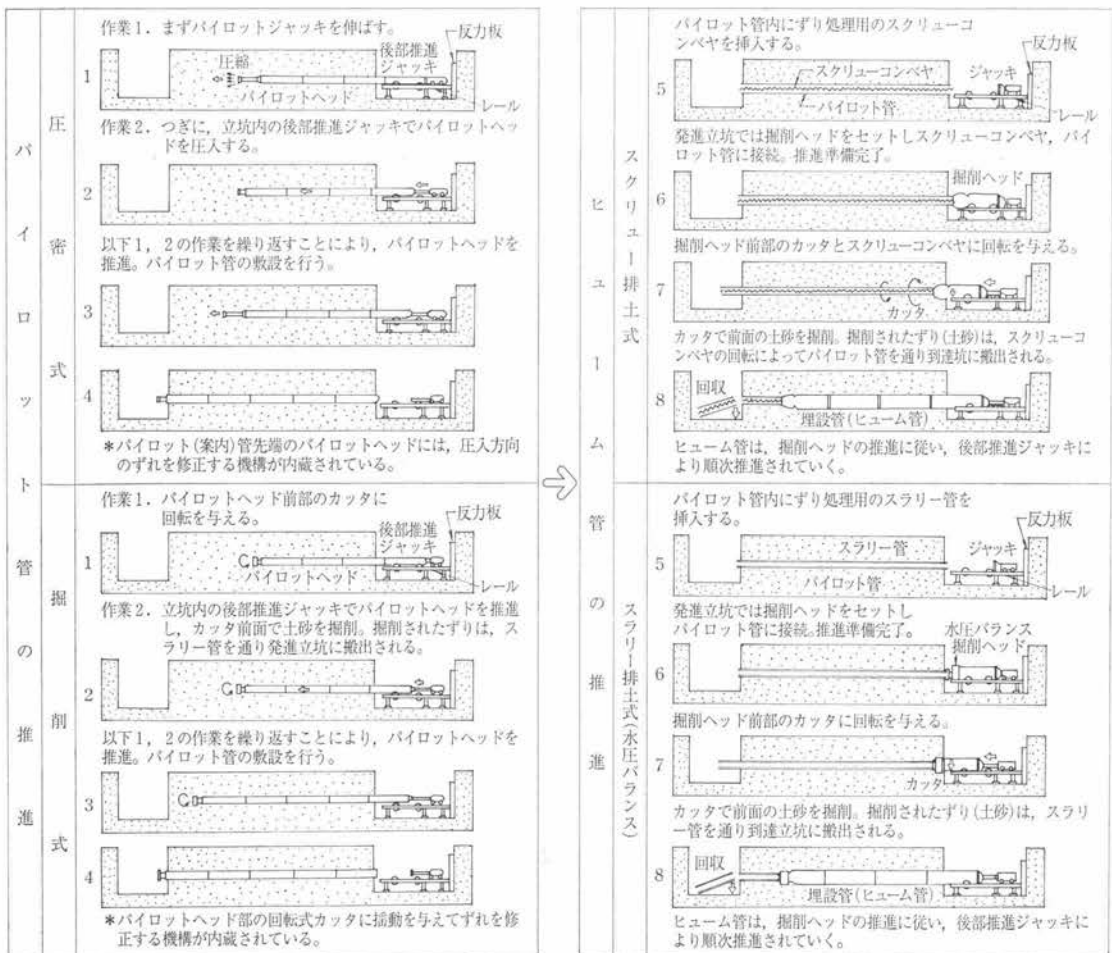 パイロット管の推進
圧密式
作業1．まずパイロットジャッキを伸ばす。
1
圧縮
パイロットヘッド
後部推進
ジャッキ
反力板
レール
作業2．つぎに，立坑内の後部推進ジャッキでパイロットヘッ
ドを圧入する。
2
以下1，2の作業を繰り返すことにより，パイロットヘッドを
推進。パイロット管の敷設を行う。
3
4
＊パイロット(案内)管先端のパイロットヘッドには，圧入方向
のずれを修正する機構が内蔵されている。
掘削式
作業1．パイロットヘッド前部のカッタに
回転を与える。
1
パイロットヘッド
後部推進
ジャッキ
反力板
レール
作業2．立坑内の後部推進ジャッキでパイロットヘッドを推進
し，カッタ前面で土砂を掘削。掘削されたずりは，ス
ラリー管を通り発進立坑に搬出される。
2
以下1，2の作業を繰り返すことにより，パイロットヘッドを
推進。パイロット管の敷設を行う。
3
4
＊パイロットヘッド部の回転式カッタに揺動を与えてずれを修
正する機構が内蔵されている。
ヒューム管の推進
スクリュー排土式
パイロット管内にずり処理用のスクリューコ
ンベヤを挿入する。
5
スクリューコンベヤ
パイロット管
ジャッキ
反力板
レール
発進立坑では掘削ヘッドをセットしスクリューコンベヤ，パイ
ロット管に接続。推進準備完了。
6
掘削ヘッド
掘削ヘッド前部のカッタとスクリューコンベヤに回転を与える。
7
カッタ
カッタで前面の土砂を掘削。掘削されたずり(土砂)は，スクリューコ
ンベヤの回転によってパイロット管を通り到達坑に搬出される。
8
回収
埋設管(ヒューム管)
ヒューム管は，掘削ヘッドの推進に従い，後部推進ジャッキに
より順次推進されていく。
スラリー排土式(水圧バランス)
パイロット管内にずり処理用のスラリー管を
挿入する。
5
スラリー管
パイロット管
ジャッキ
反力板
レール
発進立坑では掘削ヘッドをセットし
パイロット管に接続。推進準備完了。
6
水圧バランス
掘削ヘッド
掘削ヘッド前部のカッタに回転を与える。
7
カッタ
カッタで前面の土砂を掘削。掘削されたずり(土砂)は，スラリ
ー管を通り到達立坑に搬出される。
8
回収
埋設管(ヒューム管)
ヒューム管は，掘削ヘッドの推進に従い，後部推進ジャッキに
より順次推進されていく。